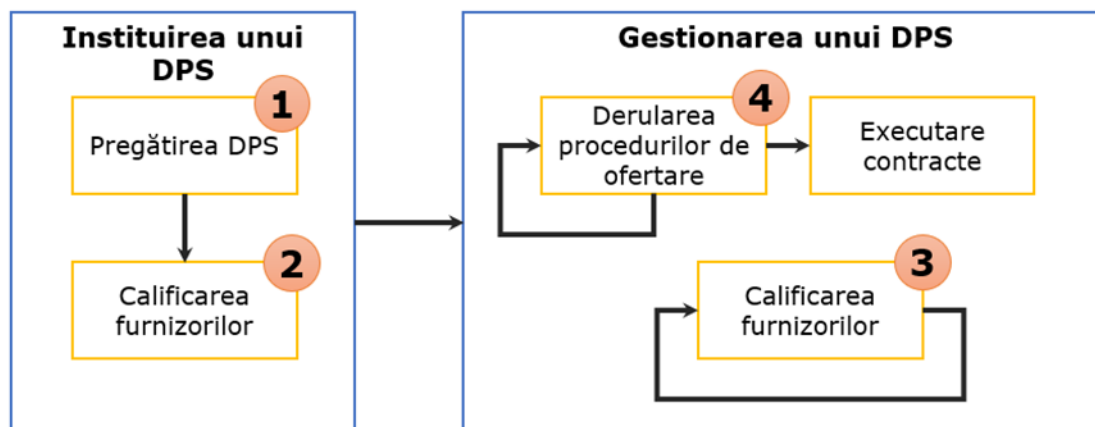 Instituirea unui
DPS
1
Pregătirea DPS
2
Calificarea
furnizorilor
Gestionarea unui DPS
4
Derularea
procedurilor de
ofertare
Executare
contracte
3
Calificarea
furnizorilor